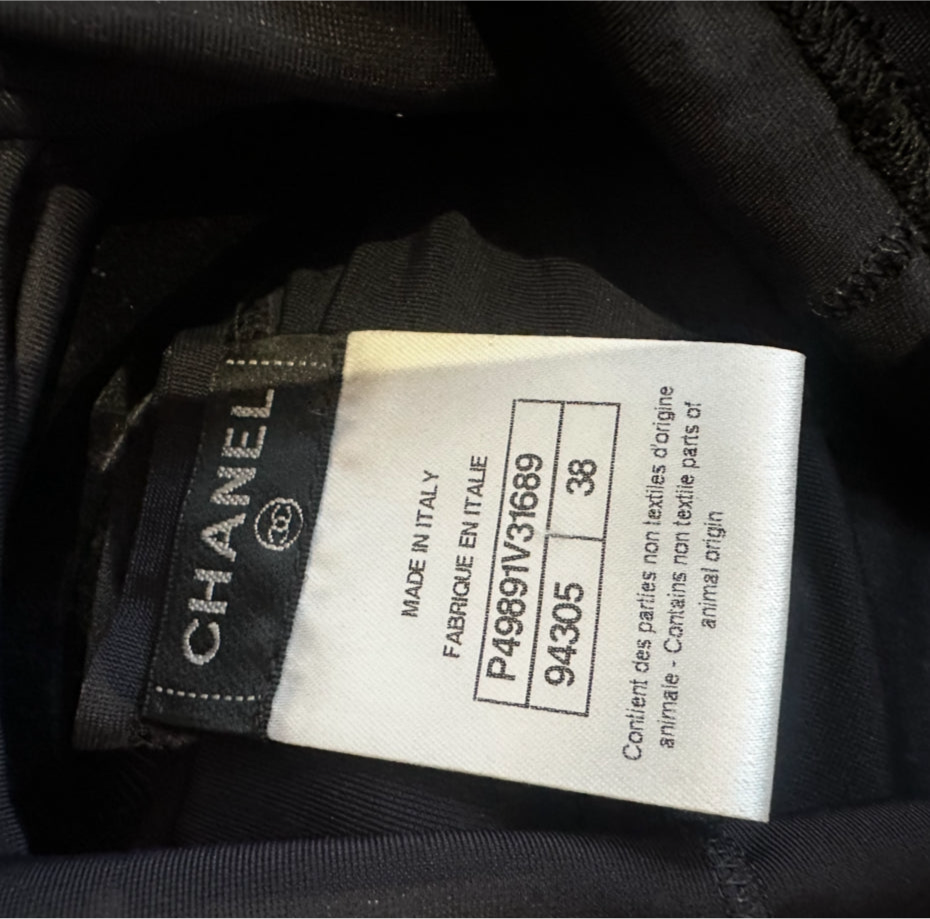 CHANEL
MADE IN ITALY
FABRIQUE EN ITALIE
P49891V31689
94305 38
Contient des parties non textiles d'origine
animale - Contains non textile parts of
animal origin